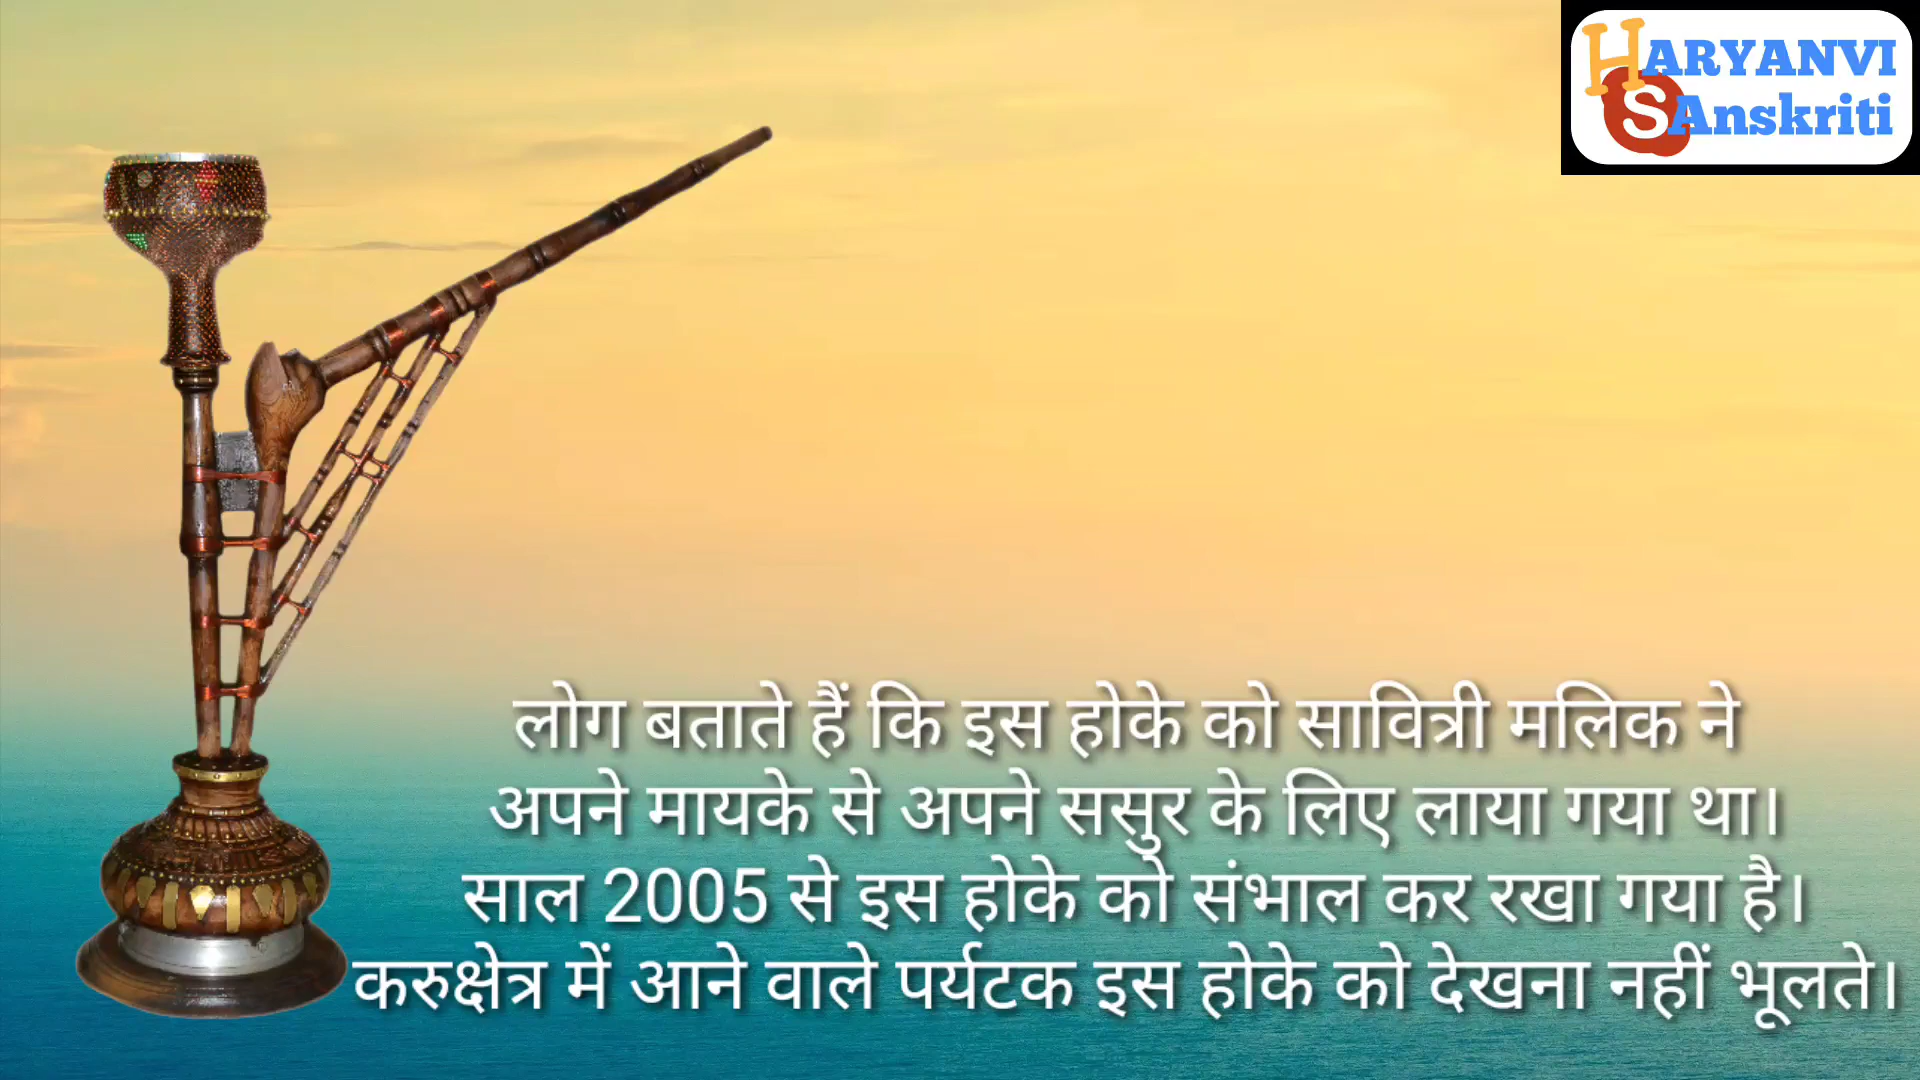 HARYANVI
SAnskriti
लोग बताते हैं कि इस होके को सावित्री मलिक ने
अपने मायके से अपने ससुर के लिए लाया गया था।
साल 2005 से इस होके को संभाल कर रखा गया है।
करुक्षेत्र में आने वाले पर्यटक इस होके को देखना नहीं भूलते।